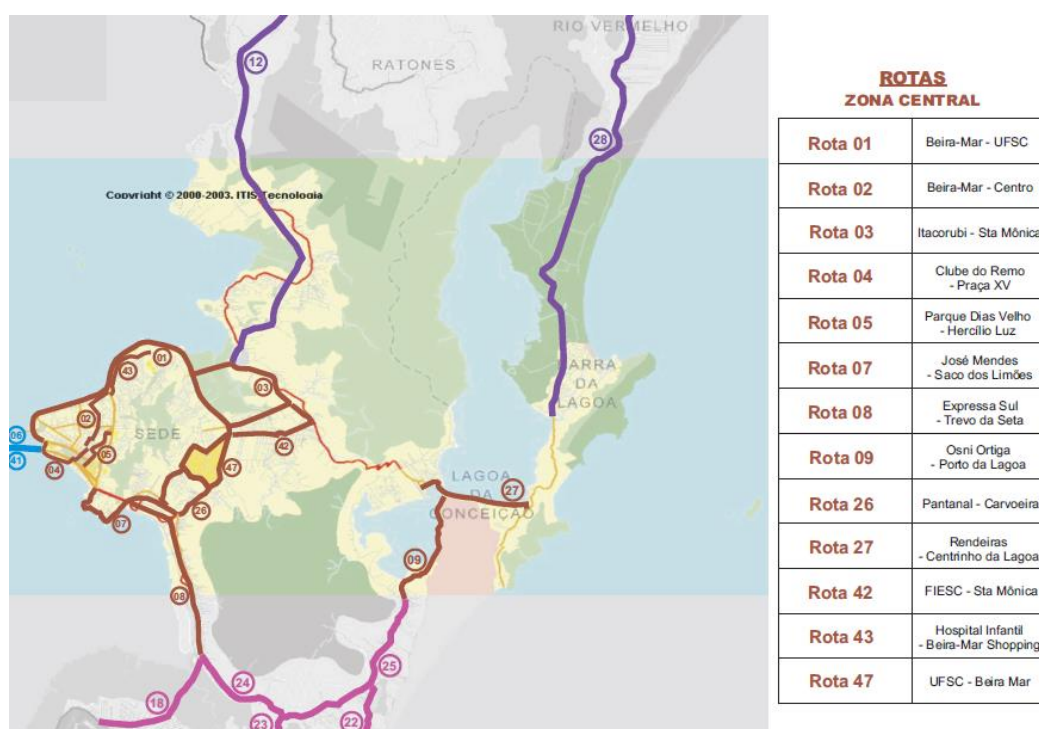 RIO VERMELHO
RATONES
12
28
Copyright © 2000-2003, ITIS Tecnologia
01
43
03
ARRA
DA
LAGOA
02
SEDE
06
05
42
41
04
47
LAGOA
DA
CONCEIÇÃO
27
07
26
09
08
25
24
18
23
22
ROTAS
ZONA CENTRAL
Rota 01
Beira-Mar - UFSC
Rota 02
Beira-Mar - Centro
Rota 03
Itacorubi - Sta Mônica
Rota 04
Clube do Remo
- Praça XV
Rota 05
Parque Dias Velho
- Hercílio Luz
Rota 07
José Mendes
- Saco dos Limões
Rota 08
Expressa Sul
- Trevo da Seta
Rota 09
Osni Ortiga
- Porto da Lagoa
Rota 26
Pantanal - Carvoeira
Rota 27
Rendeiras
- Centrinho da Lagoa
Rota 42
FIESC - Sta Mônica
Rota 43
Hospital Infantil
- Beira-Mar Shopping
Rota 47
UFSC - Beira Mar